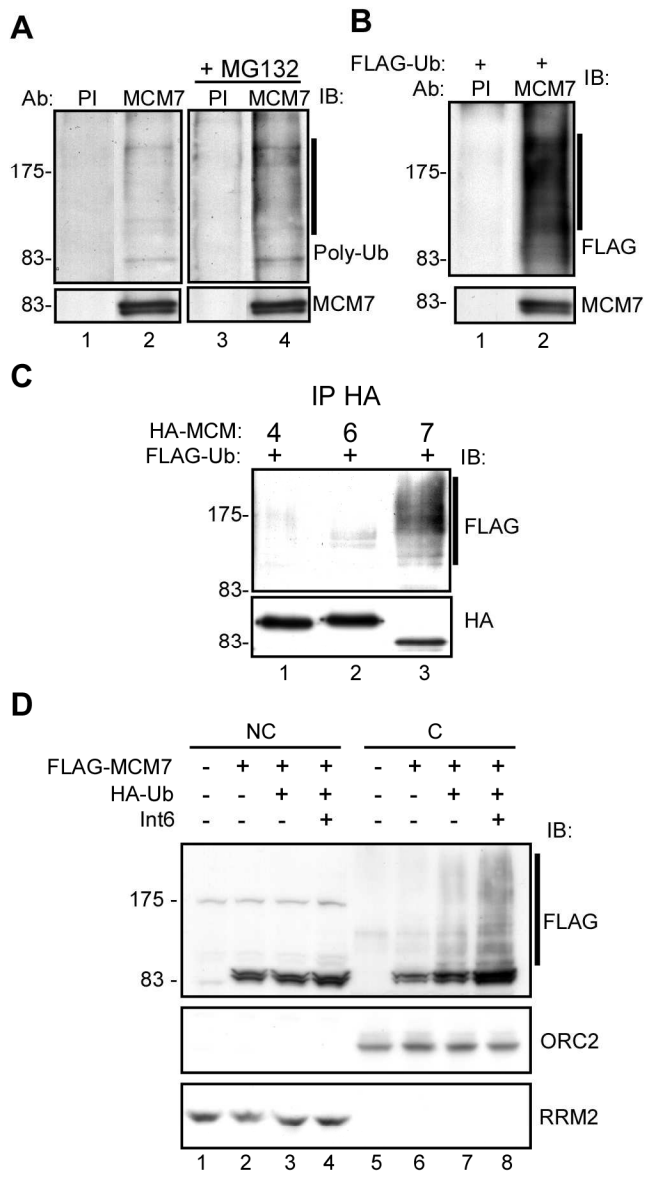 A
+ MG132
Ab: PI MCM7 PI MCM7 IB:
175-
83-
Poly-Ub
83-
MCM7
1 2 3 4
B
FLAG-Ub: + +
Ab: PI MCM7 IB:
175-
83-
FLAG
83-
MCM7
1 2
C
IP HA
HA-MCM: 4 6 7
FLAG-Ub: + + + IB:
175-
FLAG
83-
HA
83-
1 2 3
D
NC C
FLAG-MCM7 - + + + - + + +
HA-Ub - - + + - - + +
Int6 - - - + - - - +
IB:
175 -
FLAG
83 -
ORC2
RRM2
1 2 3 4 5 6 7 8